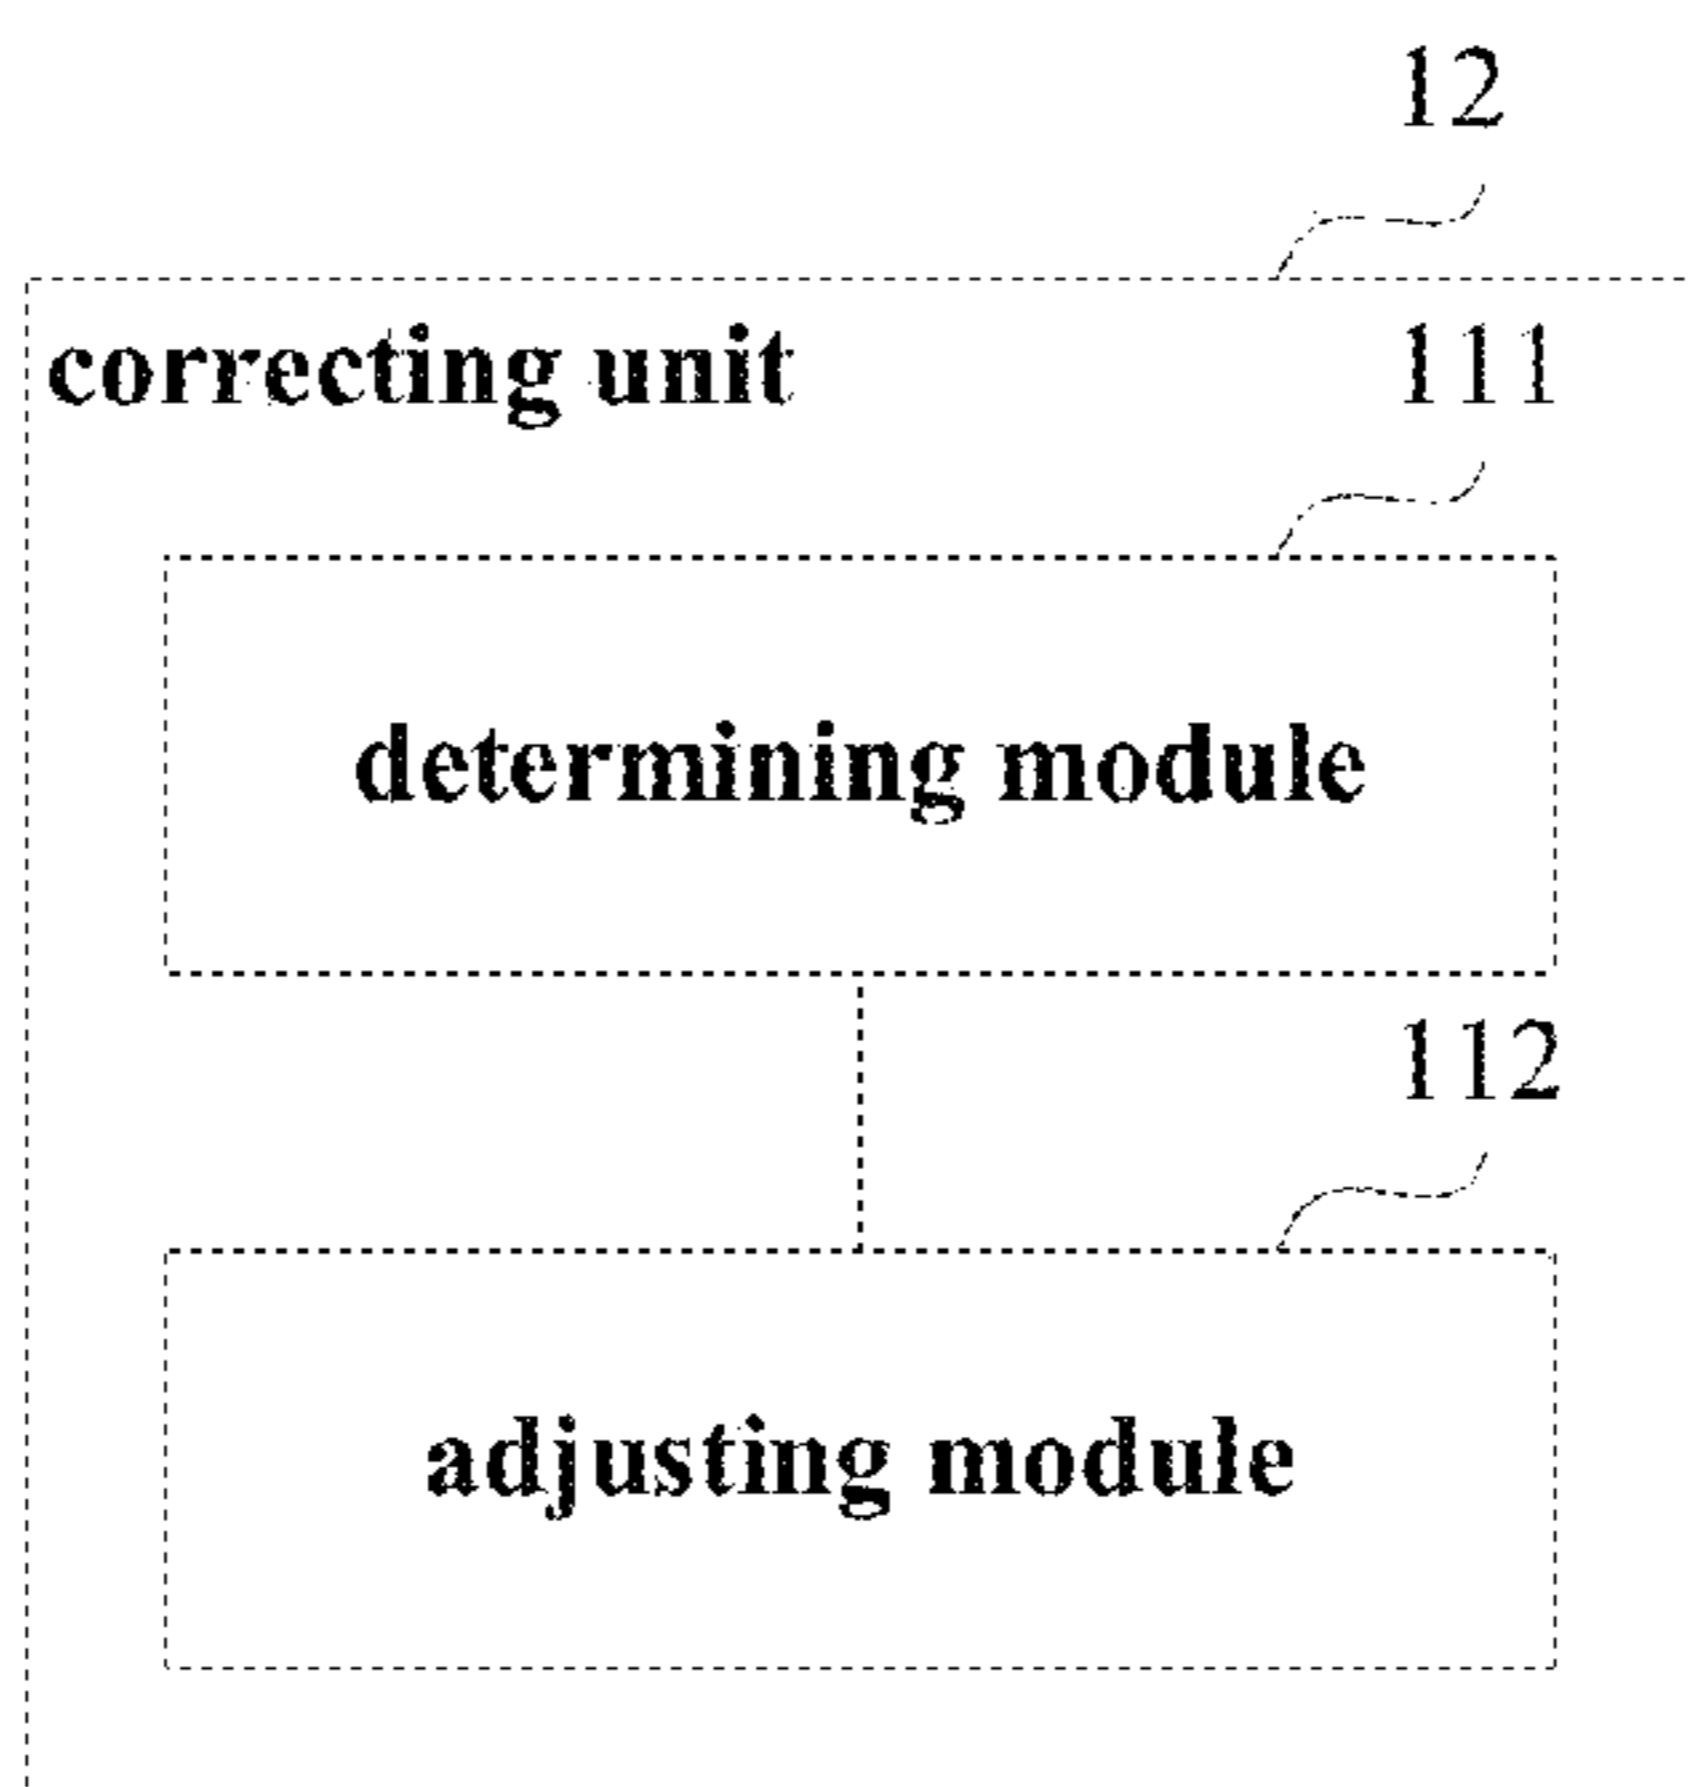 12
correcting unit
111
determining module
112
adjusting module